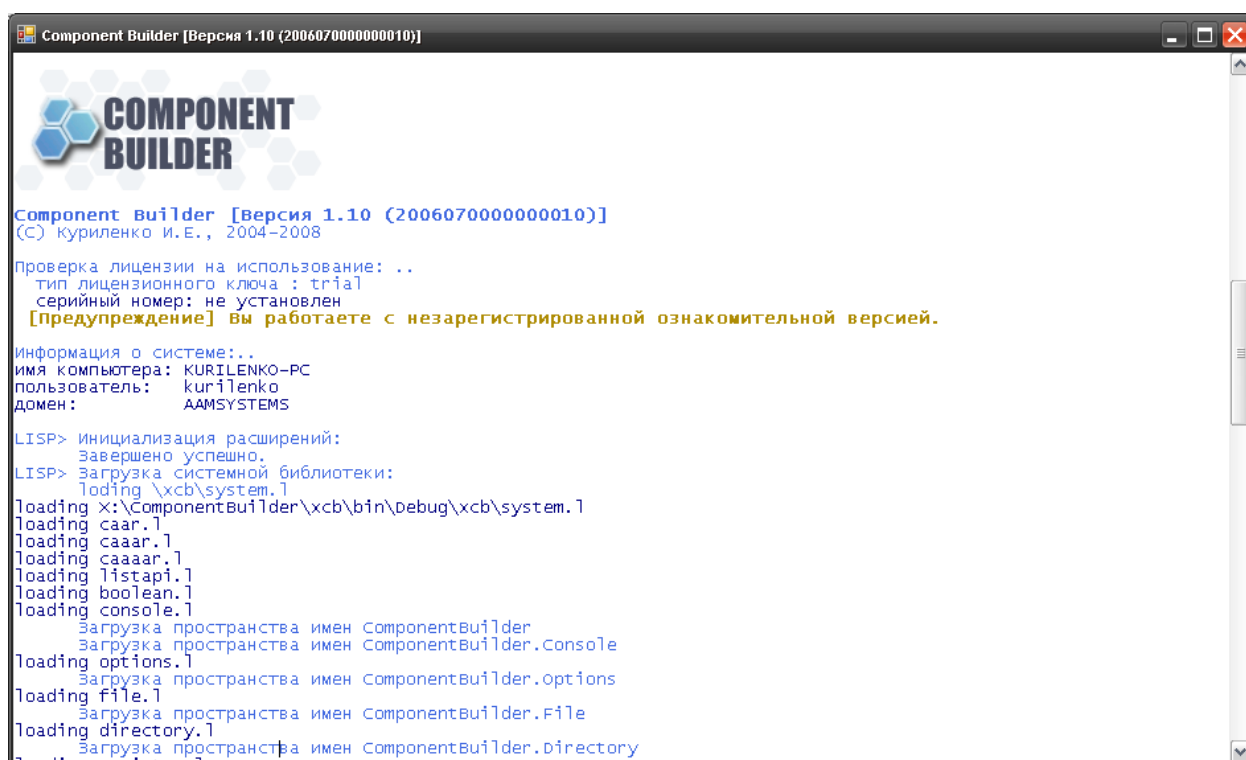 Component Builder [Версия 1.10 (2006070000000010)]
COMPONENT
BUILDER
Component Builder [Версия 1.10 (2006070000000010)]
(C) Куриленко И.Е., 2004-2008
Проверка лицензии на использование: ..
тип лицензионного ключа : trial
серийный номер: не установлен
[Предупреждение] Вы работаете с незарегистрированной ознакомительной версией.
Информация о системе:..
имя компьютера: KURILENKO-PC
пользователь: kurilenko
домен: AAMSYSTEMS
LISP> Инициализация расширений:
Завершено успешно.
LISP> Загрузка системной библиотеки:
loding \xcb\system.l
loading X:\ComponentBuilder\xcb\bin\Debug\xcb\system.l
loading caar.l
loading caaar.l
loading caaaar.l
loading listapi.l
loading boolean.l
loading console.l
Загрузка пространства имен ComponentBuilder
Загрузка пространства имен ComponentBuilder.Console
loading options.l
Загрузка пространства имен ComponentBuilder.Options
loading file.l
Загрузка пространства имен ComponentBuilder.File
loading directory.l
Загрузка пространства имен ComponentBuilder.Directory